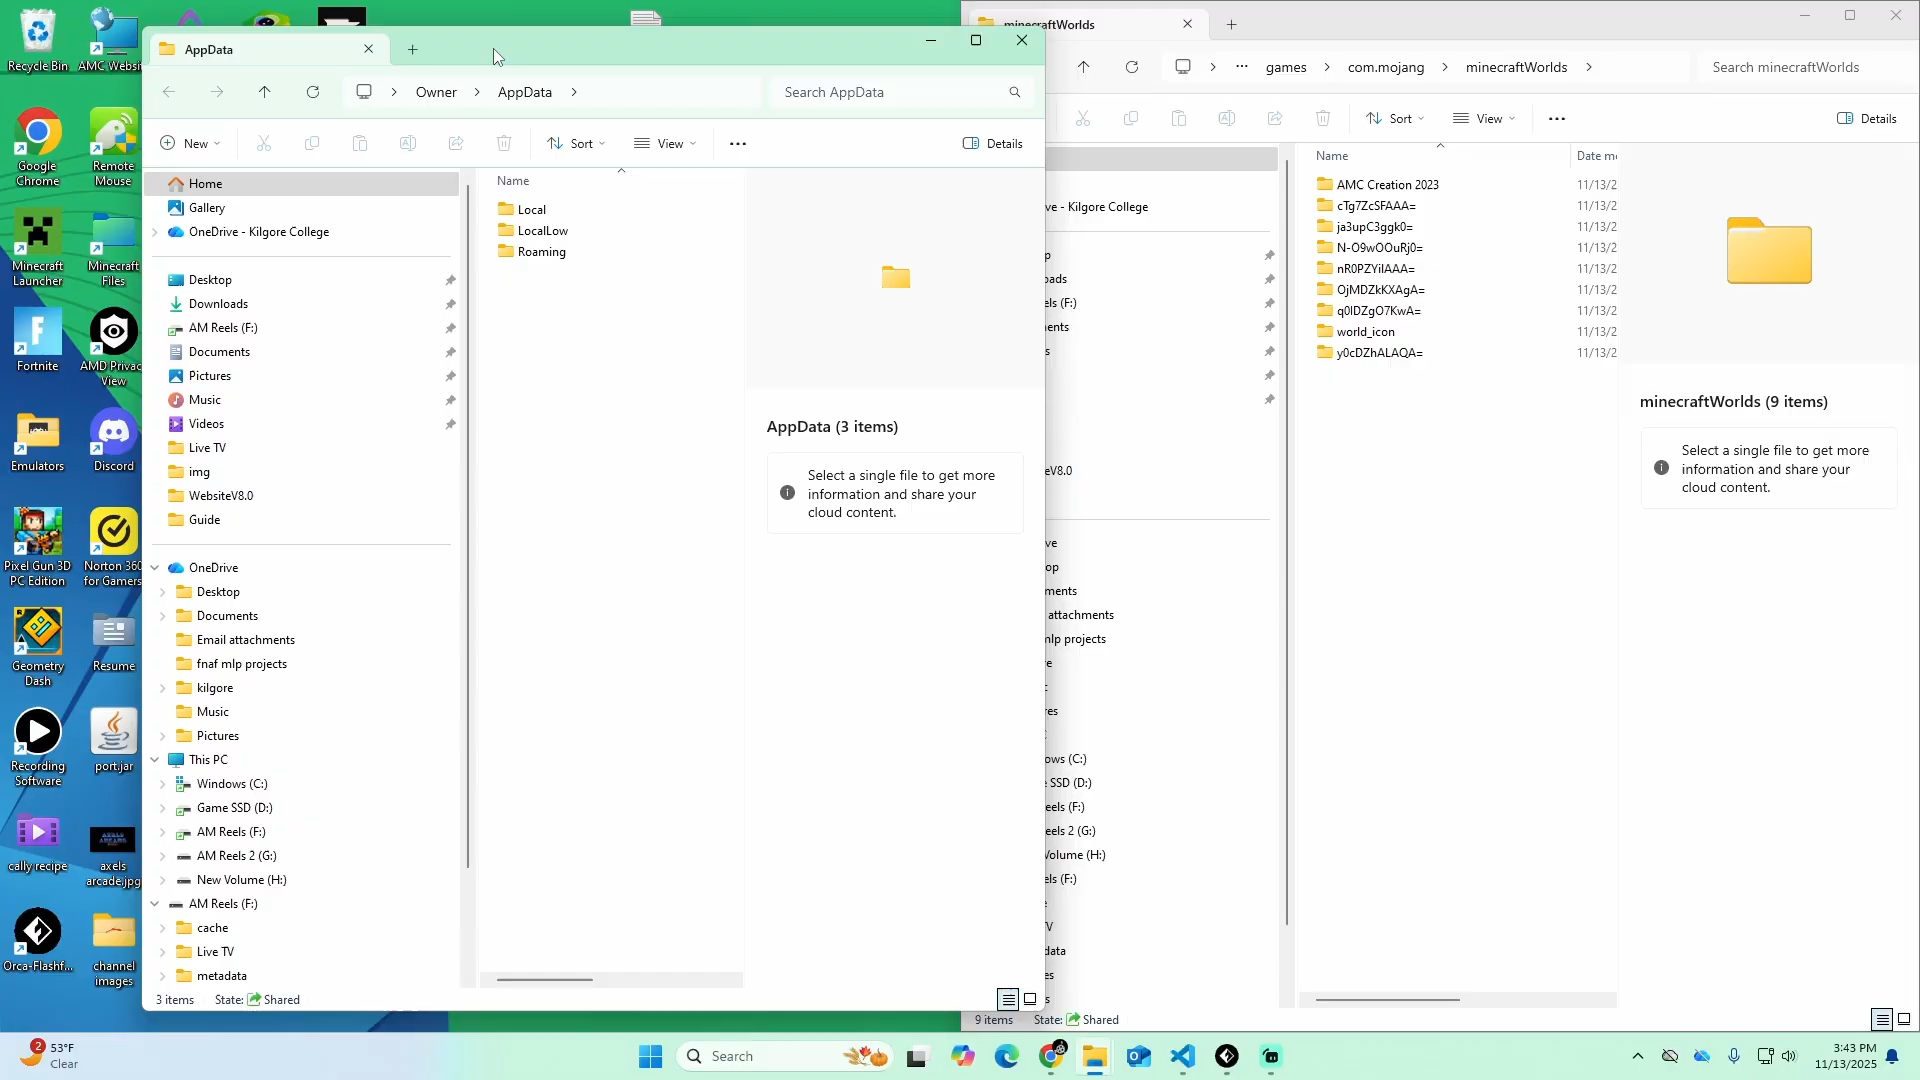 Recycle Bin
AMC Websi
Google
Chrome
Remote
Mouse
Minecraft
Launcher
Minecraft
Files
Fortnite
AMD Privac
View
Emulators
Discord
Pixel Gun 3D
PC Edition
Norton 360
for Gamers
Geometry
Dash
Resume
Recording
Software
port.jar
cally recipe
axels
arcade.jpg
Orca-Flashf...
channel
images
AppData
Owner
AppData
Search AppData
New
Sort
View
Details
Home
Gallery
OneDrive - Kilgore College
Desktop
Downloads
AM Reels (F:)
Documents
Pictures
Music
Videos
Live TV
img
WebsiteV8.0
Guide
OneDrive
Desktop
Documents
Email attachments
fnaf mlp projects
kilgore
Music
Pictures
This PC
Windows (C:)
Game SSD (D:)
AM Reels (F:)
AM Reels 2 (G:)
New Volume (H:)
AM Reels (F:)
cache
Live TV
metadata
Name
Local
LocalLow
Roaming
AppData (3 items)
Select a single file to get more
information and share your
cloud content.
3 items
State:
Shared
minecraftWorlds
games
com.mojang
minecraftWorlds
Search minecraftWorlds
Sort
View
Details
ve - Kilgore College
p
oads
els (F:)
ents
s
eV8.0
ve
op
ments
attachments
nlp projects
re
res
ows (C:)
SSD (D:)
eels (F:)
eels 2 (G:)
Volume (H:)
els (F:)
e
V
data
es
s
Name
Date mo
AMC Creation 2023
11/13/2
cTg7ZcSFAAA=
11/13/2
ja3upC3ggk0=
11/13/2
N-O9wOOuRj0=
11/13/2
nR0PZYiIAAA=
11/13/2
OjMDZkKXAgA=
11/13/2
q0IDZgO7KwA=
11/13/2
world_icon
11/13/2
y0cDZhALAQA=
11/13/2
minecraftWorlds (9 items)
Select a single file to get more
information and share your
cloud content.
9 items
State:
Shared
2
53°F
Clear
Search
3:43 PM
11/13/2025